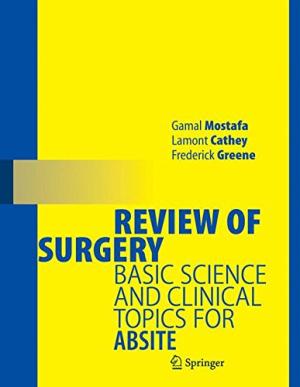 Gamal Mostafa
Lamont Cathey
Frederick Greene
REVIEW OF
SURGERY
BASIC SCIENCE
AND CLINICAL
TOPICS FOR
ABSITE
Springer